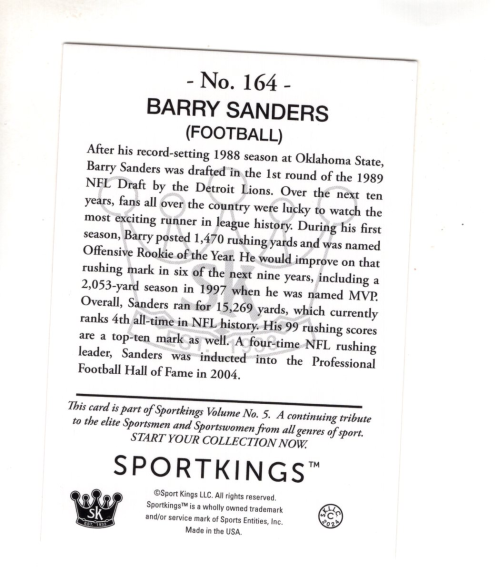 - No. 164 -
BARRY SANDERS
(FOOTBALL)
After his record-setting 1988 season at Oklahoma State,
Barry Sanders was drafted in the 1st round of the 1989
NFL Draft by the Detroit Lions. Over the next ten
years, fans all over the country were lucky to watch the
most exciting runner in league history. During his first
season, Barry posted 1,470 rushing yards and was named
Offensive Rookie of the Year. He would improve on that
rushing mark in six of the next nine years, including a
2,053-yard season in 1997 when he was named MVP.
Overall, Sanders ran for 15,269 yards, which currently
ranks 4th all-time in NFL history. His 99 rushing scores
are a top-ten mark as well. A four-time NFL rushing
leader, Sanders was inducted into the Professional
Football Hall of Fame in 2004.
This card is part of Sportkings Volume No. 5. A continuing tribute
to the elite Sportsmen and Sportswomen from all genres of sport.
START YOUR COLLECTION NOW.
SPORTKINGS™
©Sport Kings LLC. All rights reserved.
Sportkings™ is a wholly owned trademark
and/or service mark of Sports Entities, Inc.
Made in the USA.
SK
SKLLC
C
2024